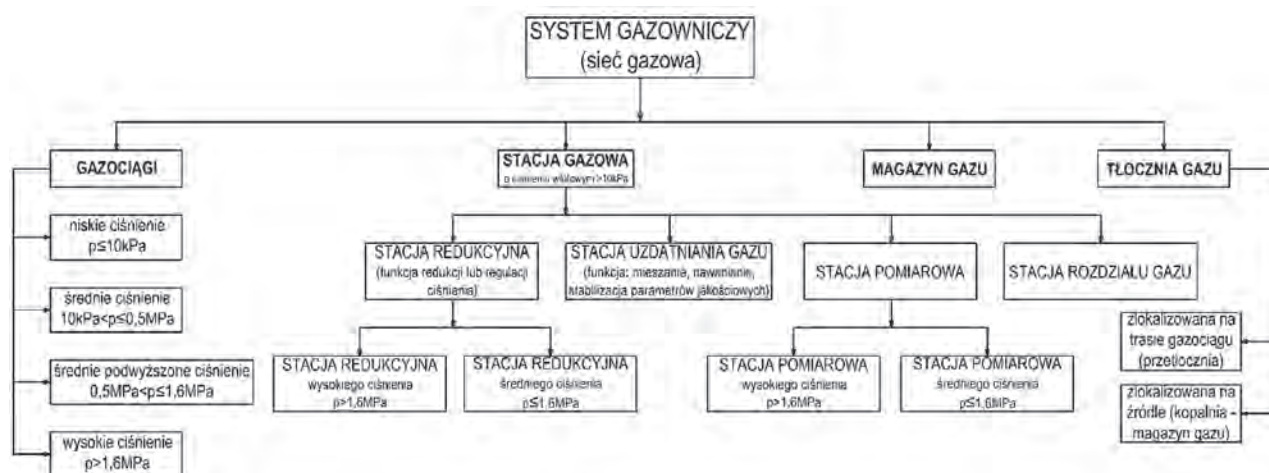 SYSTEM GAZOWNICZY
(sieć gazowa)
GAZOCIĄGI
STACJA GAZOWA
o ciśnieniu wlotowym>10kPa
MAGAZYN GAZU
TŁOCZNIA GAZU
niskie ciśnienie
p≤10kPa
średnie ciśnienie
10kPa<p≤0,5MPa
średnie podwyższone ciśnienie
0,5MPa<p≤1,6MPa
wysokie ciśnienie
p>1,6MPa
STACJA REDUKCYJNA
(funkcja redukcji lub regulacji
ciśnienia)
STACJA UZDATNIANIA GAZU
(funkcja: mieszanie, nawanianie,
stabilizacja parametrów jakościowych)
STACJA POMIAROWA
STACJA ROZDZIAŁU GAZU
STACJA REDUKCYJNA
wysokiego ciśnienia
p>1,6MPa
STACJA REDUKCYJNA
średniego ciśnienia
p≤1,6MPa
STACJA POMIAROWA
wysokiego ciśnienia
p>1,6MPa
STACJA POMIAROWA
średniego ciśnienia
p≤1,6MPa
zlokalizowana na
trasie gazociągu
(przetłocznia)
zlokalizowana na
źródle (kopalnia -
magazyn gazu)